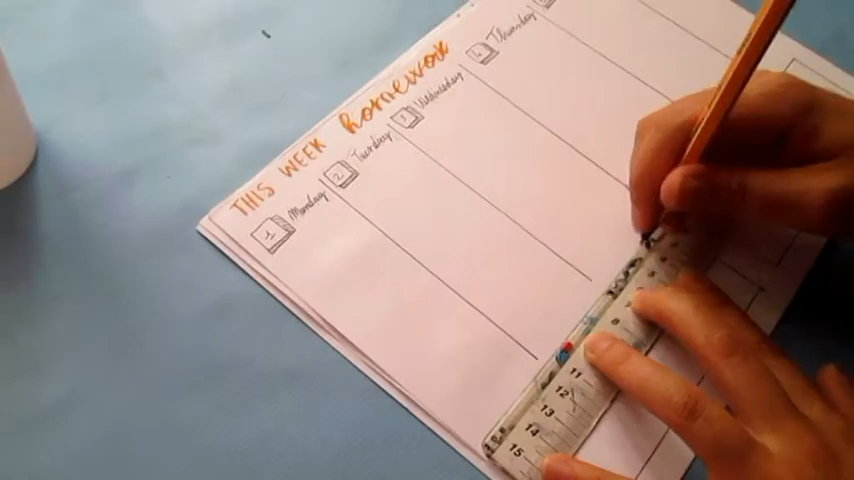 THIS WEEK homework
1 Monday
2 Tuesday
3 Wednesday
4 Thursday
11
12
13
14
15